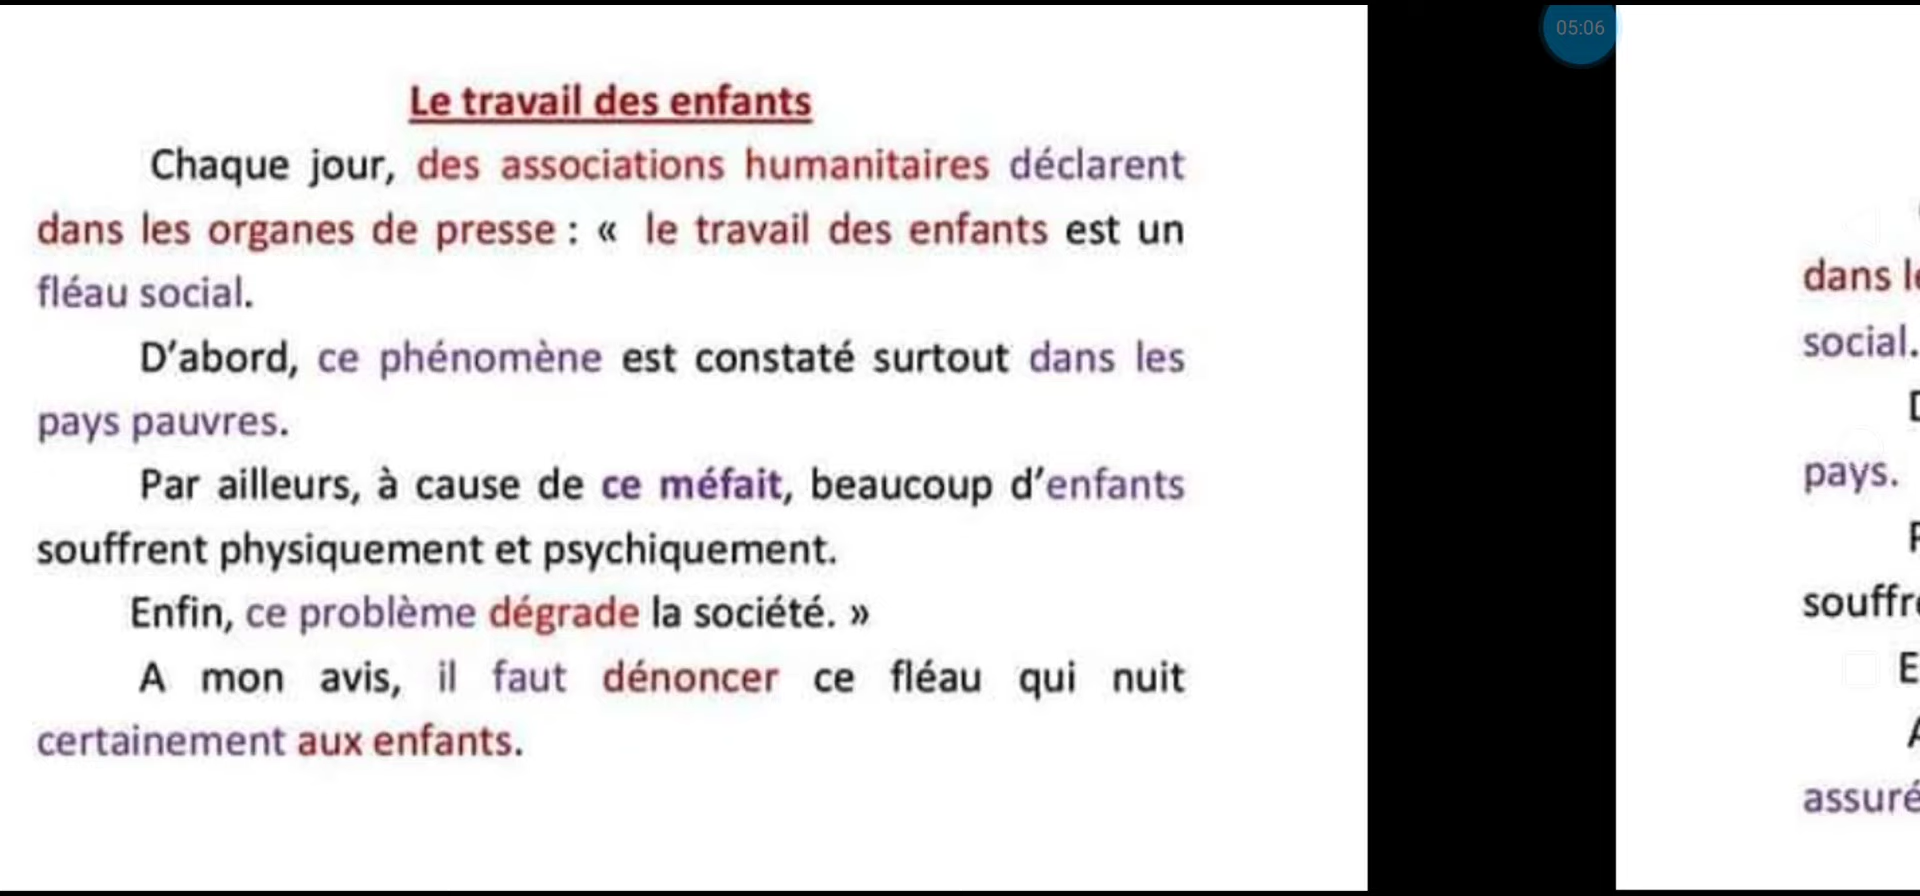 05:06
Le travail des enfants
Chaque jour, des associations humanitaires déclarent
dans les organes de presse : « le travail des enfants est un
fléau social.
D’abord, ce phénomène est constaté surtout dans les
pays pauvres.
Par ailleurs, à cause de ce méfait, beaucoup d’enfants
souffrent physiquement et psychiquement.
Enfin, ce problème dégrade la société. »
A mon avis, il faut dénoncer ce fléau qui nuit
certainement aux enfants.
dans
social.
pays.